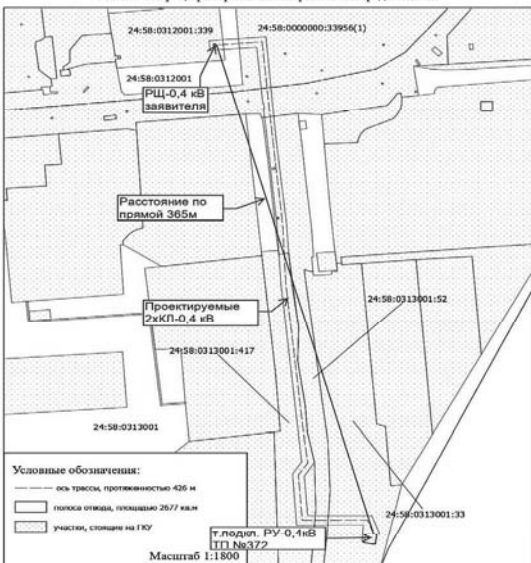 24:58:0312001:339
24:58:0000000:33956(1)
24:58:0312001
РЩ-0,4 кВ
заявителя
Расстояние по
прямой 365м
Проектируемые
2хКЛ-0,4 кВ
24:58:0313001:52
24:58:0313001:417
24:58:0313001
Условные обозначения:
ось трассы, протяженностью 426 м
полоса отвода, площадью 2677 кв.м
участки, стоящие на ГКУ
24:58:0313001:33
т.подкл. РУ-0,4кВ
ТП №372
Масштаб 1:1800